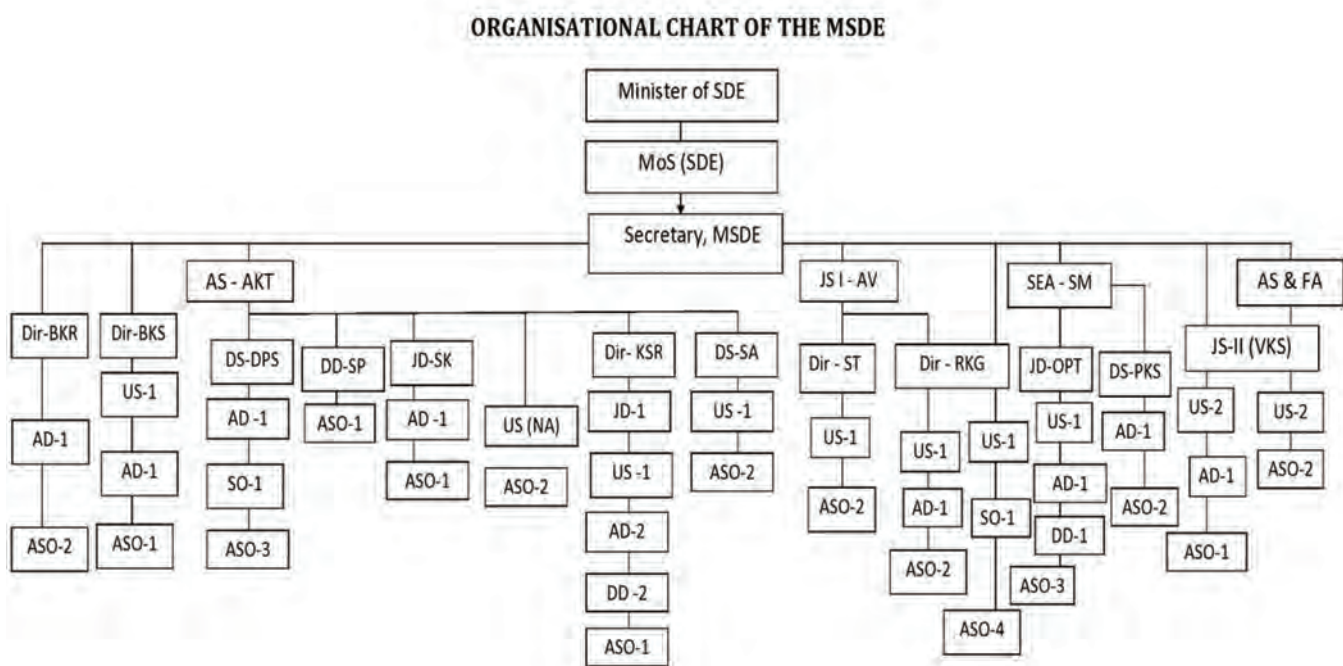 ORGANISATIONAL CHART OF THE MSDE
Minister of SDE
MoS (SDE)
Secretary, MSDE
AS - AKT
JS I - AV
SEA - SM
AS & FA
Dir-BKR
Dir-BKS
DS-DPS
DD-SP
JD-SK
Dir- KSR
DS-SA
Dir - ST
Dir - RKG
JD-OPT
DS-PKS
JS-II (VKS)
US-1
AD -1
ASO-1
AD -1
US (NA)
JD-1
US -1
US-1
US-1
US-1
US-1
AD-1
US-2
US-2
AD-1
AD-1
SO-1
ASO-1
ASO-2
US -1
ASO-2
ASO-2
AD-1
SO-1
AD-1
ASO-2
AD-1
ASO-2
ASO-2
ASO-1
ASO-3
AD-2
ASO-2
DD-1
ASO-1
DD -2
ASO-3
ASO-1
ASO-4